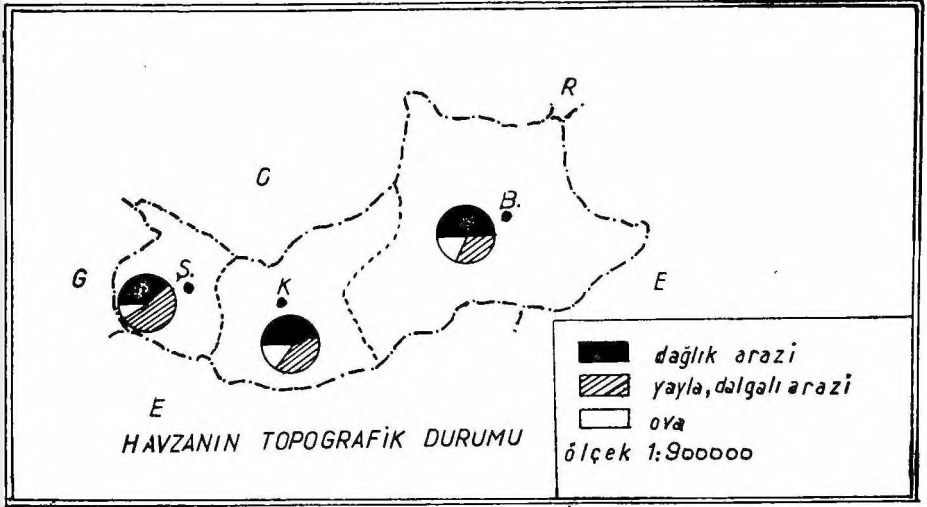 R
O
B.
G
S.
K
E
E
HAVZANIN TOPOGRAFİK DURUMU
dağlık arazi
yayla, dalgalı arazi
ova
ölçek 1:900000